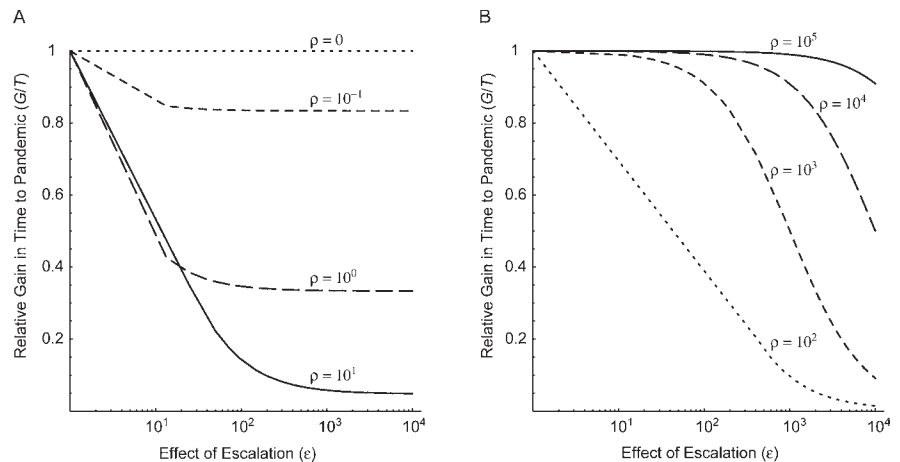 A
Relative Gain in Time to Pandemic (G/T)
1
0.8
0.6
0.4
0.2
ρ = 0
ρ = 10⁻¹
ρ = 10⁰
ρ = 10¹
10¹ 10² 10³ 10⁴
Effect of Escalation (ε)
B
Relative Gain in Time to Pandemic (G/T)
1
0.8
0.6
0.4
0.2
ρ = 10⁵
ρ = 10⁴
ρ = 10³
ρ = 10²
10¹ 10² 10³ 10⁴
Effect of Escalation (ε)